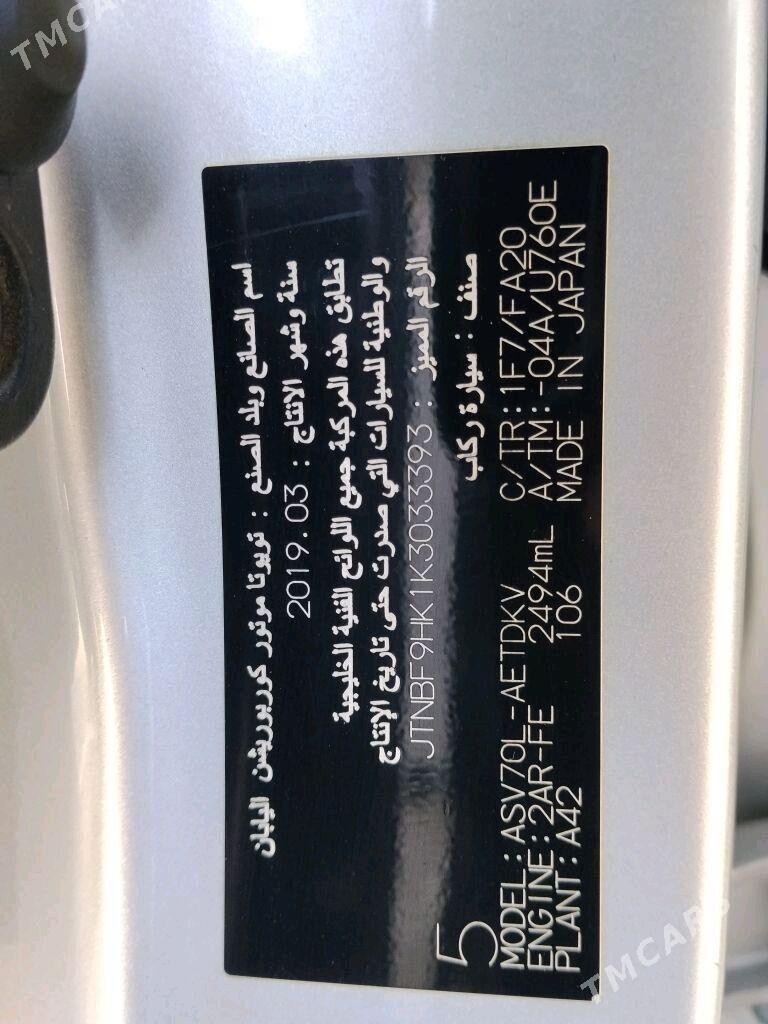 TMCARS
اسم الصانع وبلد الصنع : تويوتا موتور كوربوريشن اليابان
سنة وشهر الانتاج : 2019.03
تطابق هذه المركبة جميع اللوائح الفنية الخليجية
والوطنية للسيارات التي صدرت حتى تاريخ الإنتاج
الرقم المميز : JTNBF9HK1K3033393
صنف : سيارة ركاب
5
MODEL:ASV70L-AETDKV C/TR:1F7/FA20
ENGINE:2AR-FE 2494mL A/TM:-04A/U760E
PLANT:A42 106 MADE IN JAPAN
TMCARS